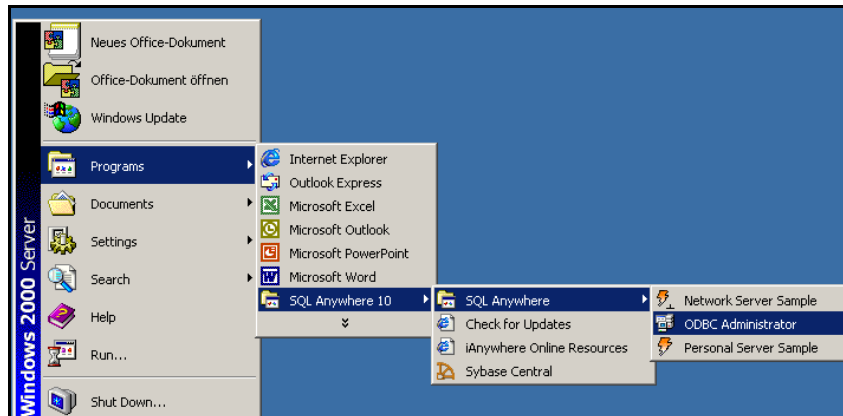 Windows 2000 Server
Neues Office-Dokument
Office-Dokument öffnen
Windows Update
Programs
Documents
Settings
Search
Help
Run...
Shut Down...
Internet Explorer
Outlook Express
Microsoft Excel
Microsoft Outlook
Microsoft PowerPoint
Microsoft Word
SQL Anywhere 10
SQL Anywhere
Check for Updates
iAnywhere Online Resources
Sybase Central
Network Server Sample
ODBC Administrator
Personal Server Sample